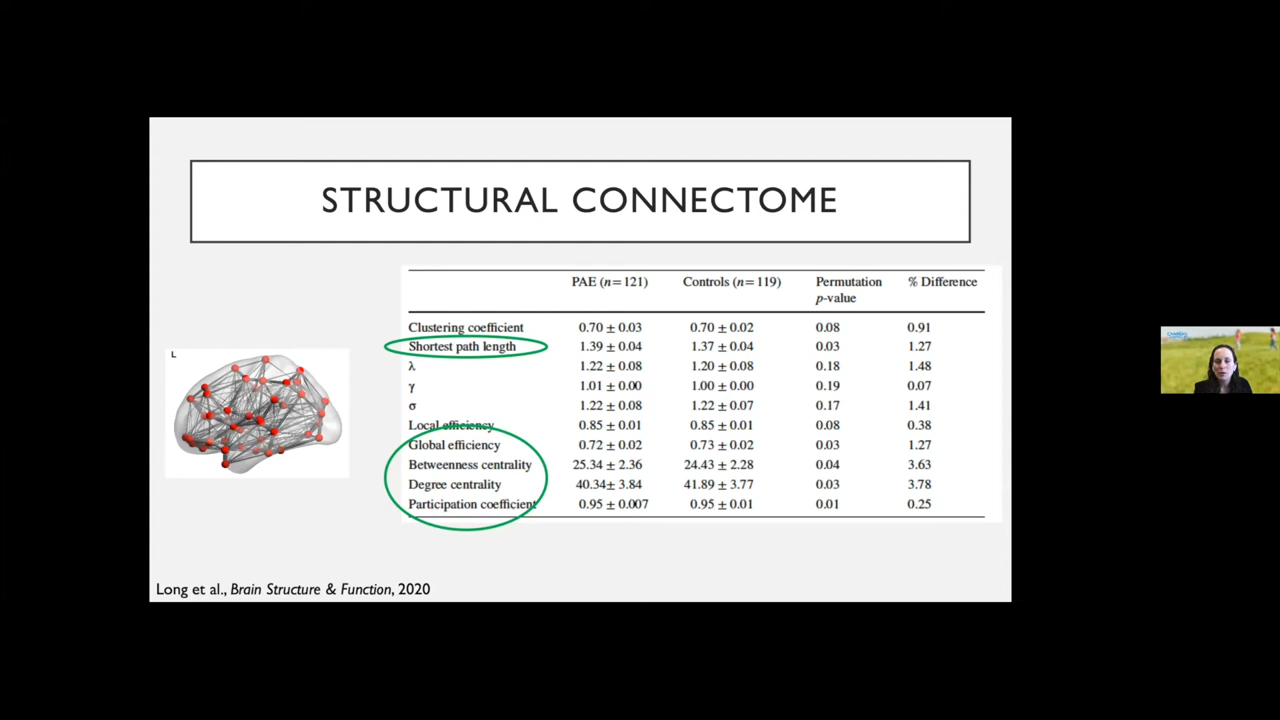 STRUCTURAL CONNECTOME
PAE (n=121) Controls (n=119) Permutation p-value % Difference
Clustering coefficient 0.70 ± 0.03 0.70 ± 0.02 0.08 0.91
Shortest path length 1.39 ± 0.04 1.37 ± 0.04 0.03 1.27
λ 1.22 ± 0.08 1.20 ± 0.08 0.18 1.48
γ 1.01 ± 0.00 1.00 ± 0.00 0.19 0.07
σ 1.22 ± 0.08 1.22 ± 0.07 0.17 1.41
Local efficiency 0.85 ± 0.01 0.85 ± 0.01 0.08 0.38
Global efficiency 0.72 ± 0.02 0.73 ± 0.02 0.03 1.27
Betweenness centrality 25.34 ± 2.36 24.43 ± 2.28 0.04 3.63
Degree centrality 40.34± 3.84 41.89 ± 3.77 0.03 3.78
Participation coefficient 0.95 ± 0.007 0.95 ± 0.01 0.01 0.25
L
Long et al., Brain Structure & Function, 2020